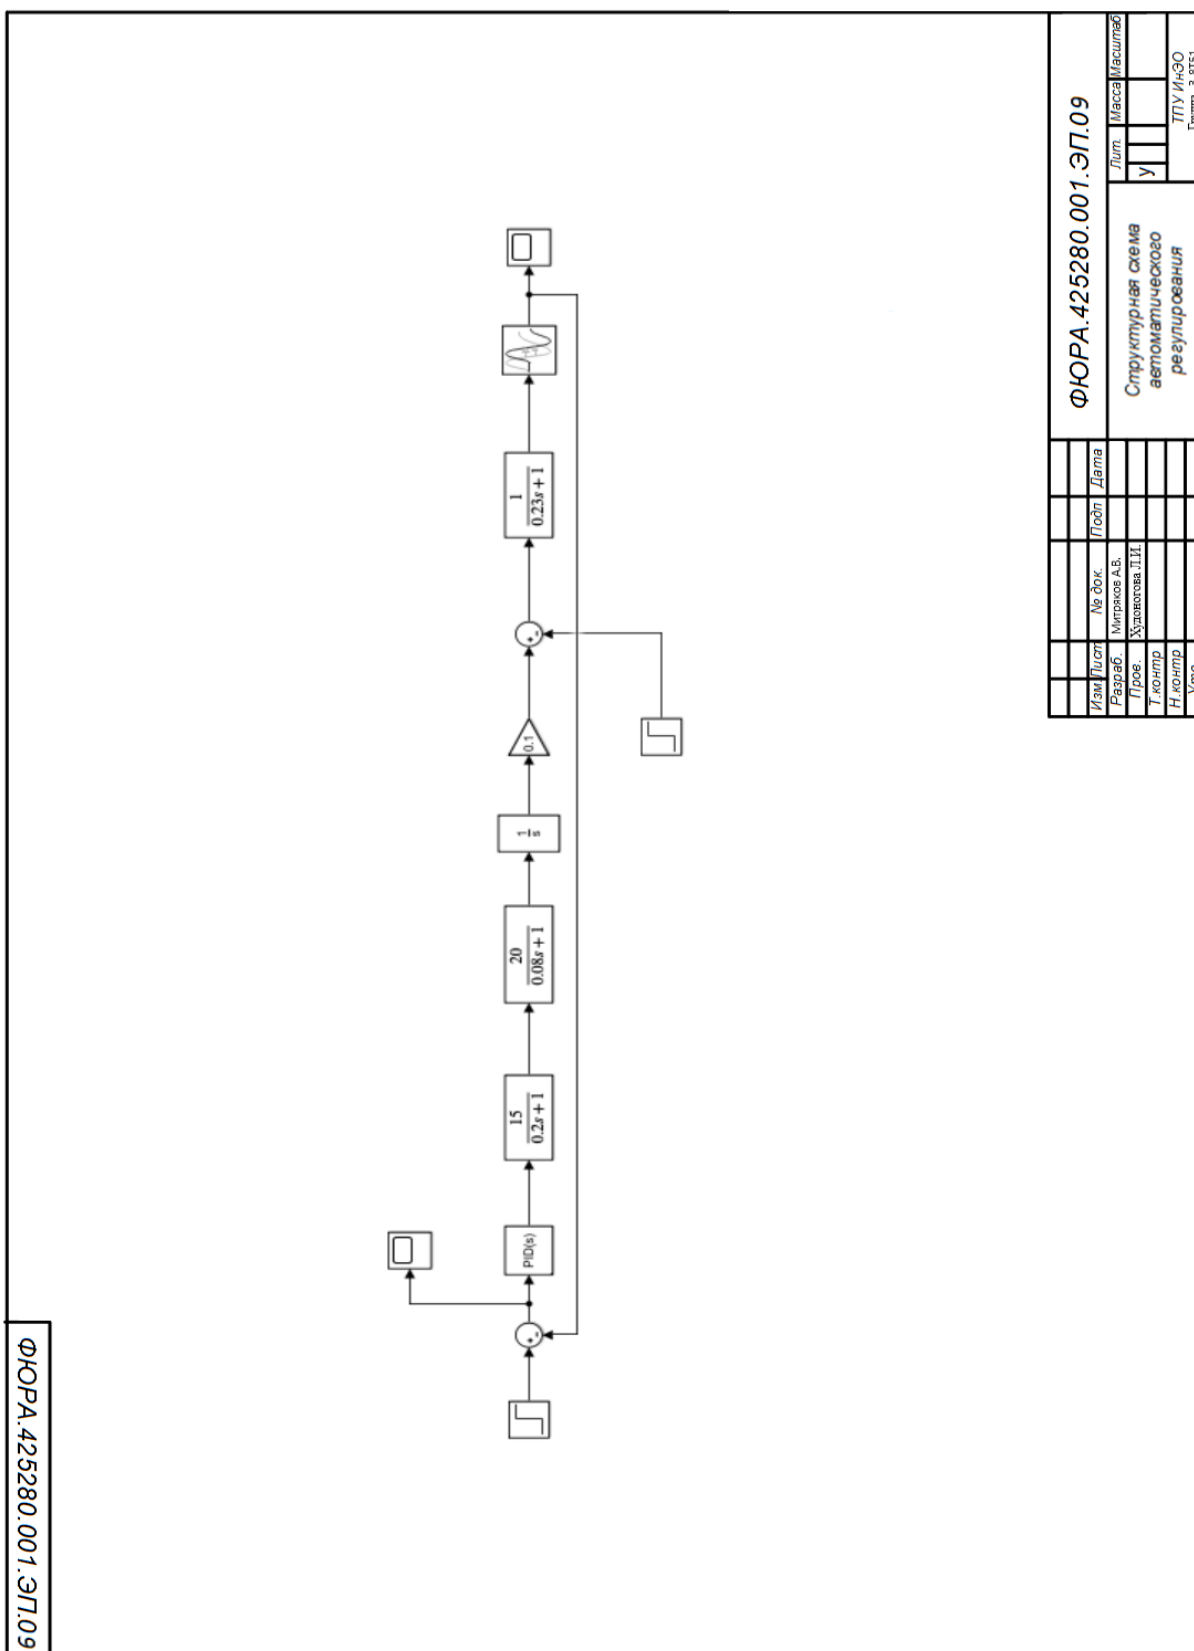 ФЮРА.425280.001.ЭП.09
1
0.23s + 1
0.1
1
s
20
0.08s + 1
15
0.2s + 1
PID(s)
ФЮРА.425280.001.ЭП.09
Изм Лист № док. Подп Дата
Разраб. Митряков А.В.
Пров. Худоногова Л.И.
Т.контр
Н.контр
Структурная схема
автоматического
регулирования
Лит. Масса Масштаб
У
ТПУ ИнЭО